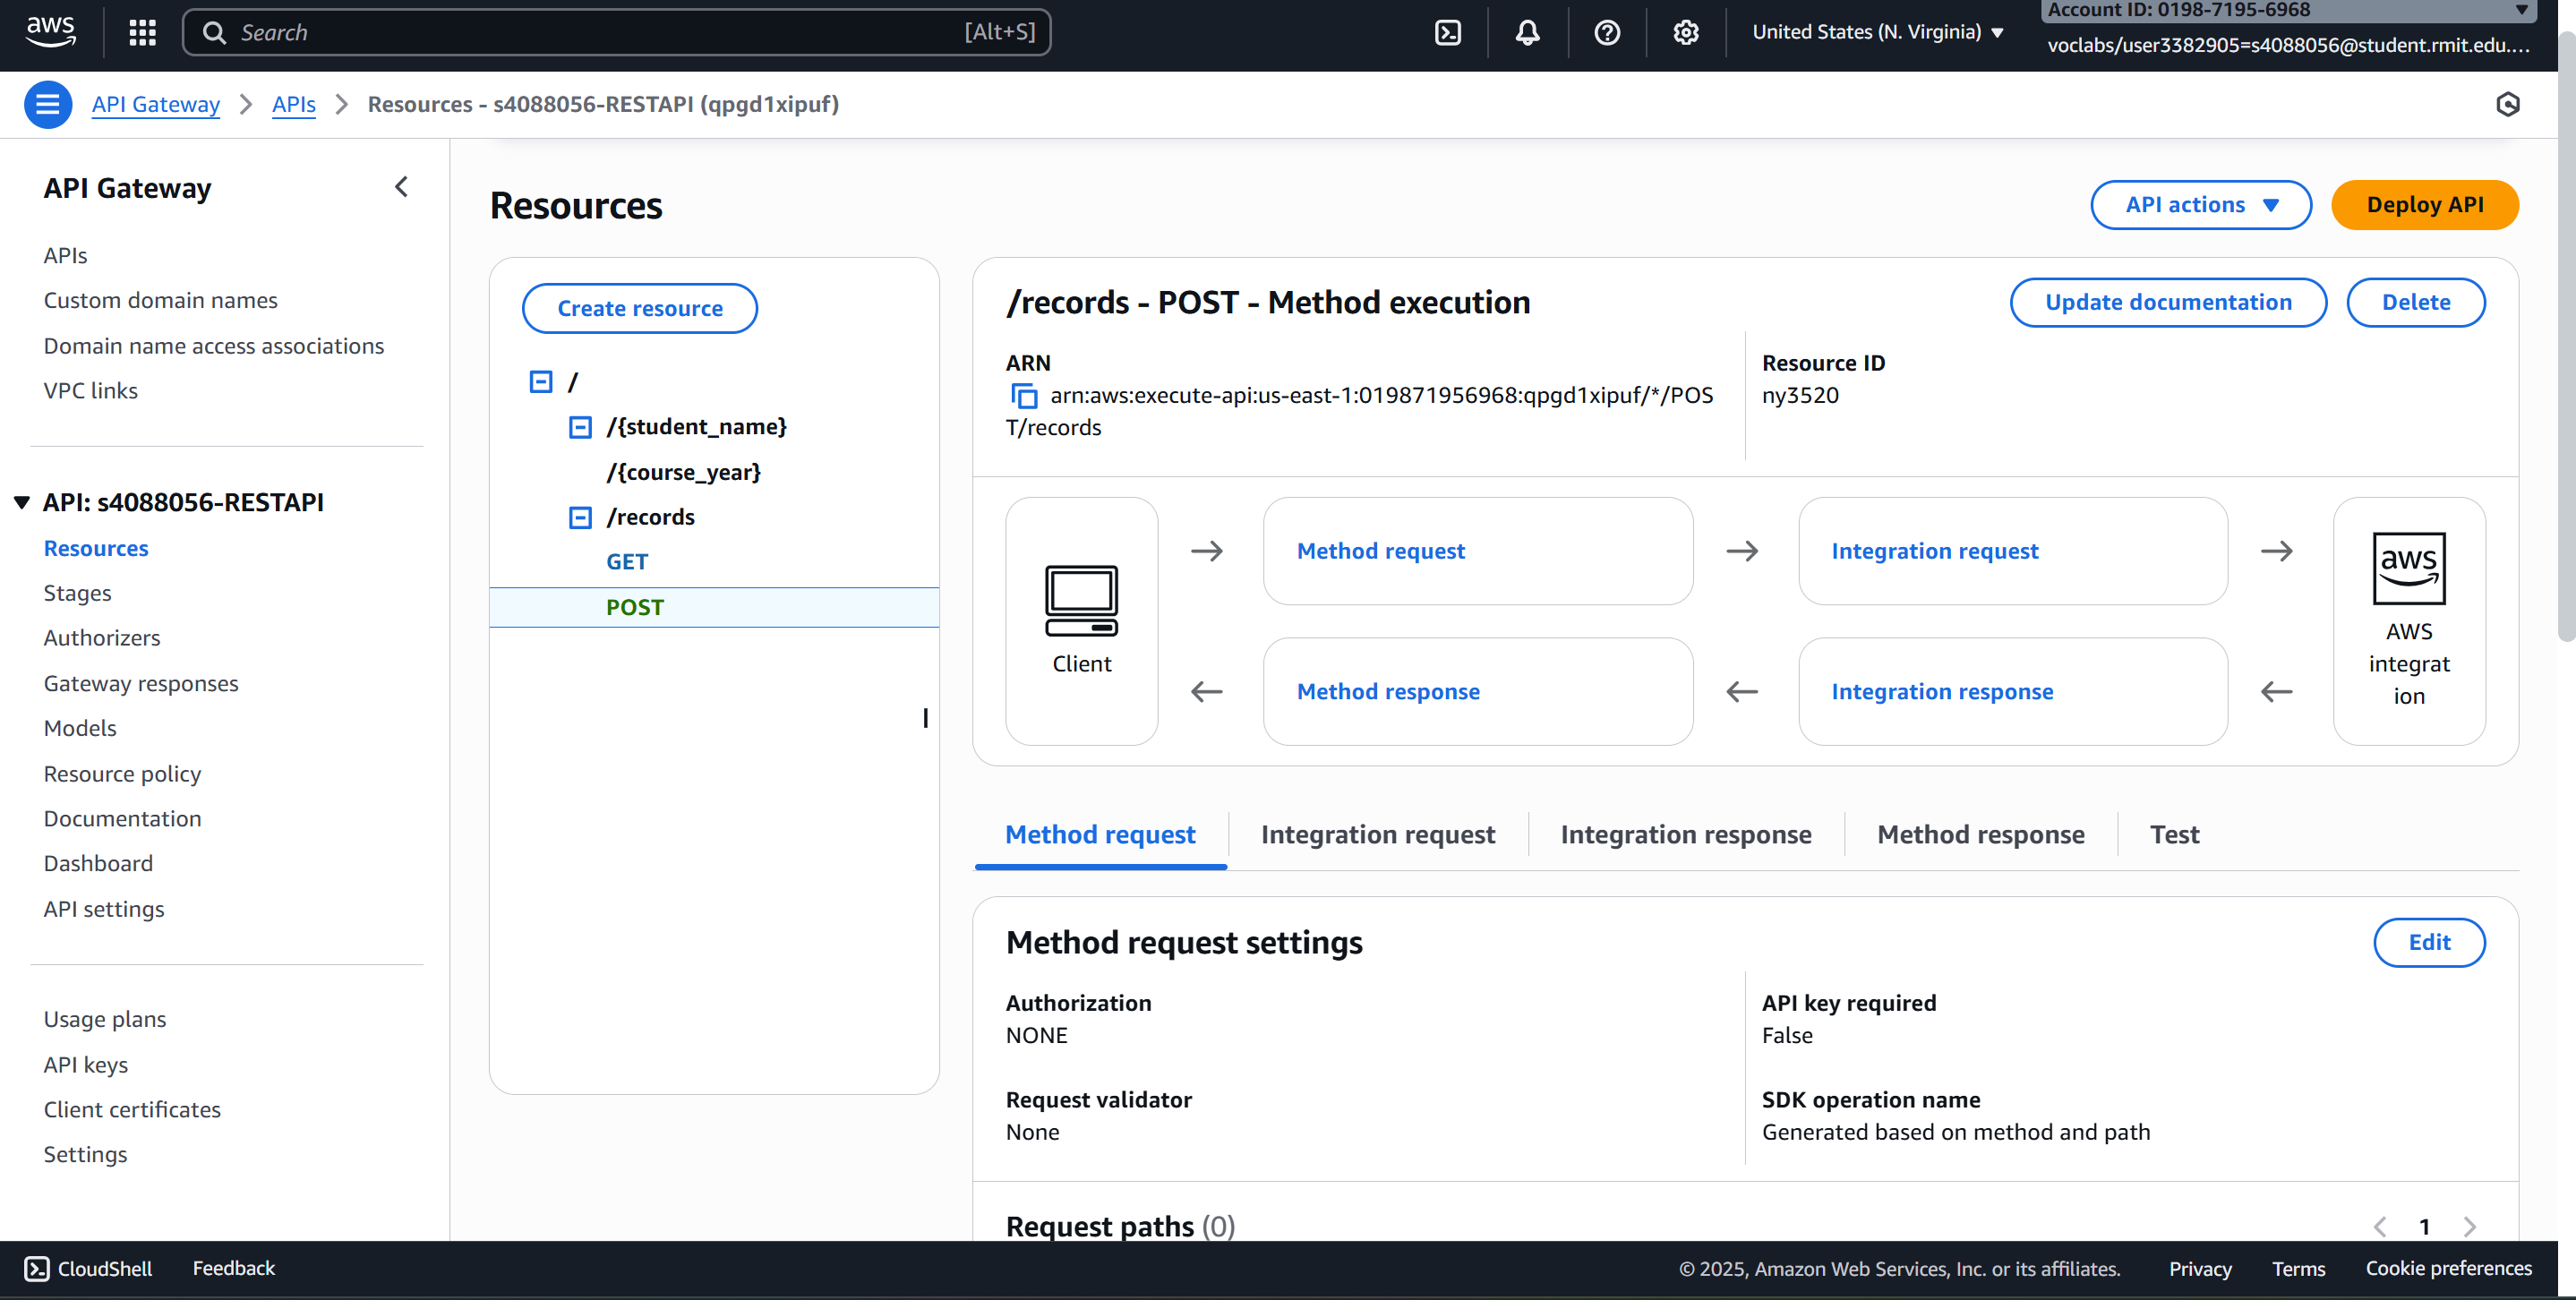 aws
Search
[Alt+S]
United States (N. Virginia)
Account ID: 0198-7195-6968
voclabs/user3382905=s4088056@student.rmit.edu....
API Gateway
APIs
Resources - s4088056-RESTAPI (qpgd1xipuf)
API Gateway
APIs
Custom domain names
Domain name access associations
VPC links
API: s4088056-RESTAPI
Resources
Stages
Authorizers
Gateway responses
Models
Resource policy
Documentation
Dashboard
API settings
Usage plans
API keys
Client certificates
Settings
Resources
API actions
Deploy API
Create resource
/
/{student_name}
/{course_year}
/records
GET
POST
/records - POST - Method execution
Update documentation
Delete
ARN
arn:aws:execute-api:us-east-1:019871956968:qpgd1xipuf/*/POS
T/records
Resource ID
ny3520
Client
Method request
Integration request
Method response
Integration response
aws
AWS
integrat
ion
Method request
Integration request
Integration response
Method response
Test
Method request settings
Edit
Authorization
NONE
API key required
False
Request validator
None
SDK operation name
Generated based on method and path
Request paths (0)
1
CloudShell
Feedback
© 2025, Amazon Web Services, Inc. or its affiliates.
Privacy
Terms
Cookie preferences